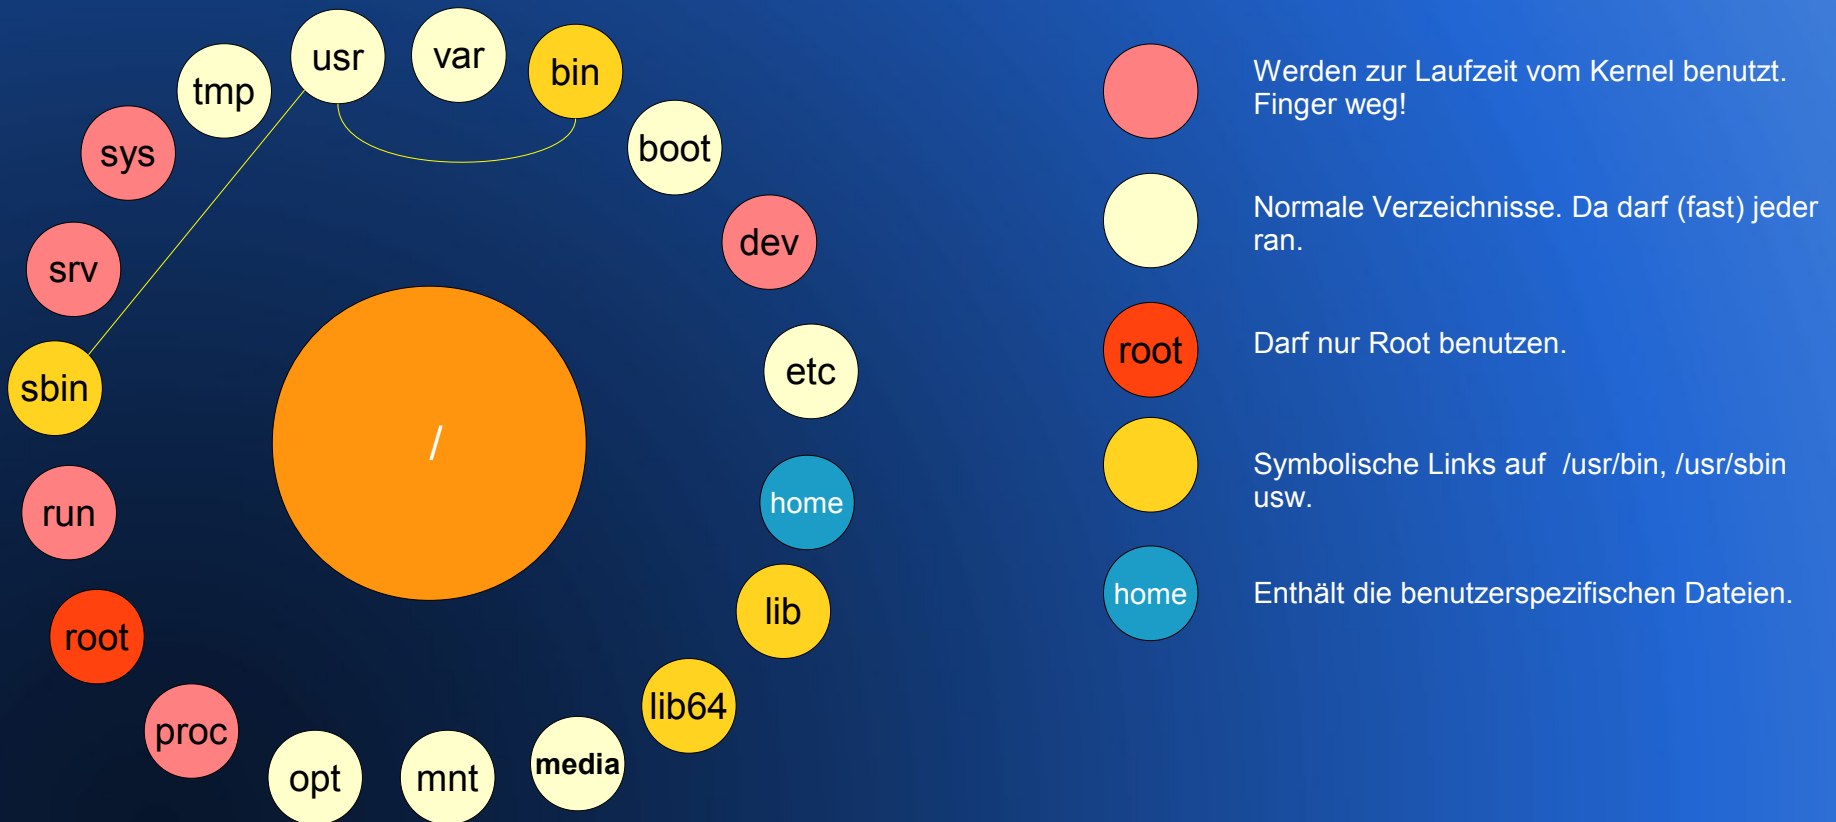 usr
var
bin
tmp
boot
sys
dev
srv
etc
sbin
/
home
run
lib
root
lib64
proc
media
opt
mnt
Werden zur Laufzeit vom Kernel benutzt.
Finger weg!
Normale Verzeichnisse. Da darf (fast) jeder
ran.
root
Darf nur Root benutzen.
Symbolische Links auf  /usr/bin, /usr/sbin
usw.
home
Enthält die benutzerspezifischen Dateien.